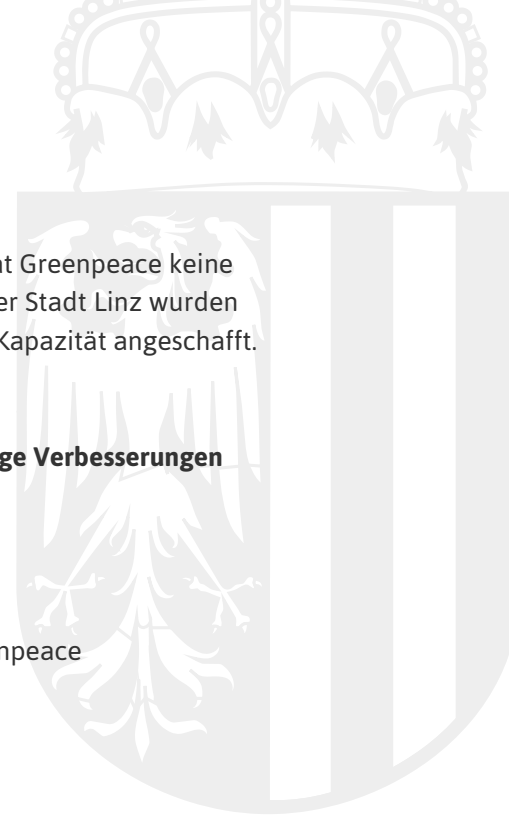 at Greenpeace keine
er Stadt Linz wurden
Kapazität angeschafft.
ge Verbesserungen
npeace